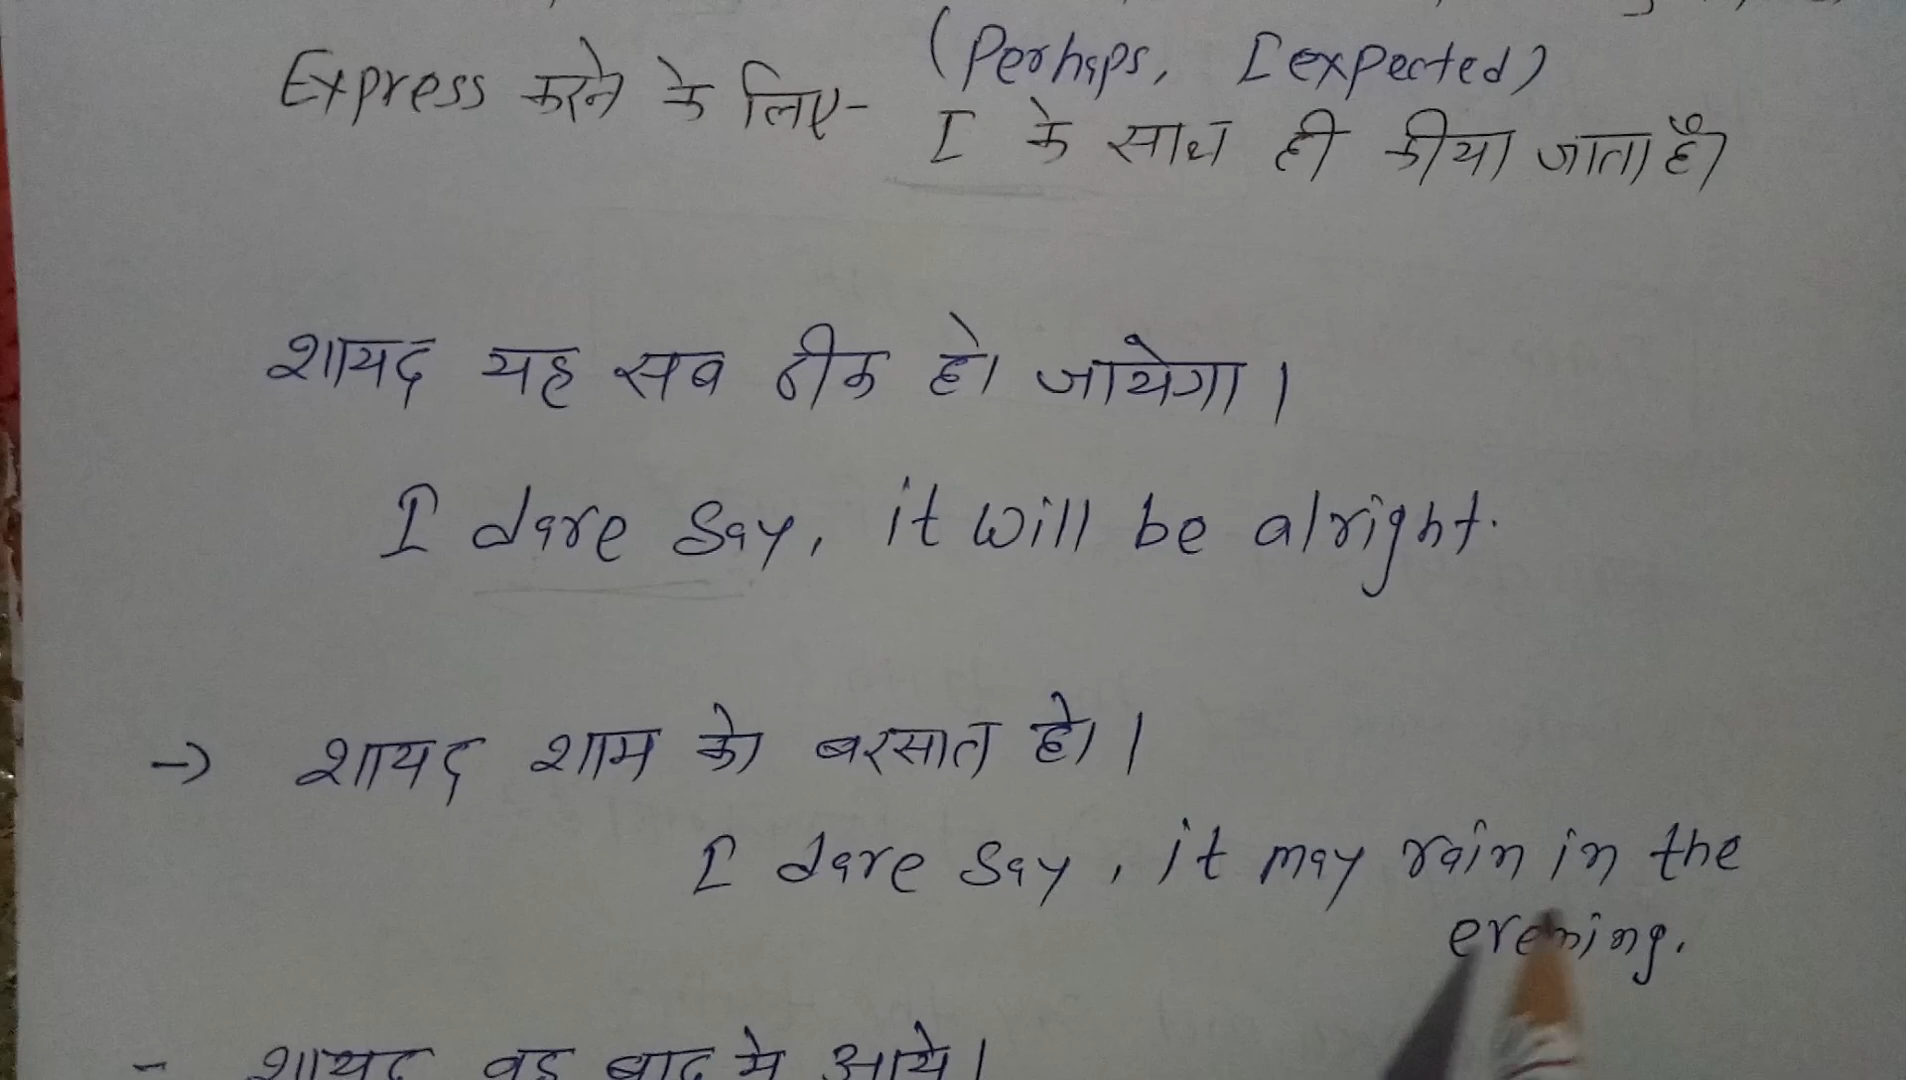 (Perhaps, I expected)
Express करने के लिए- I के साथ ही कीया जाता है।
शायद यह सब ठीक हो जायेगा।
I dare say, it will be alright.
→ शायद शाम को बरसात हो।
I dare say, it may rain in the
evening.
- शायद वह बाद मे आये।